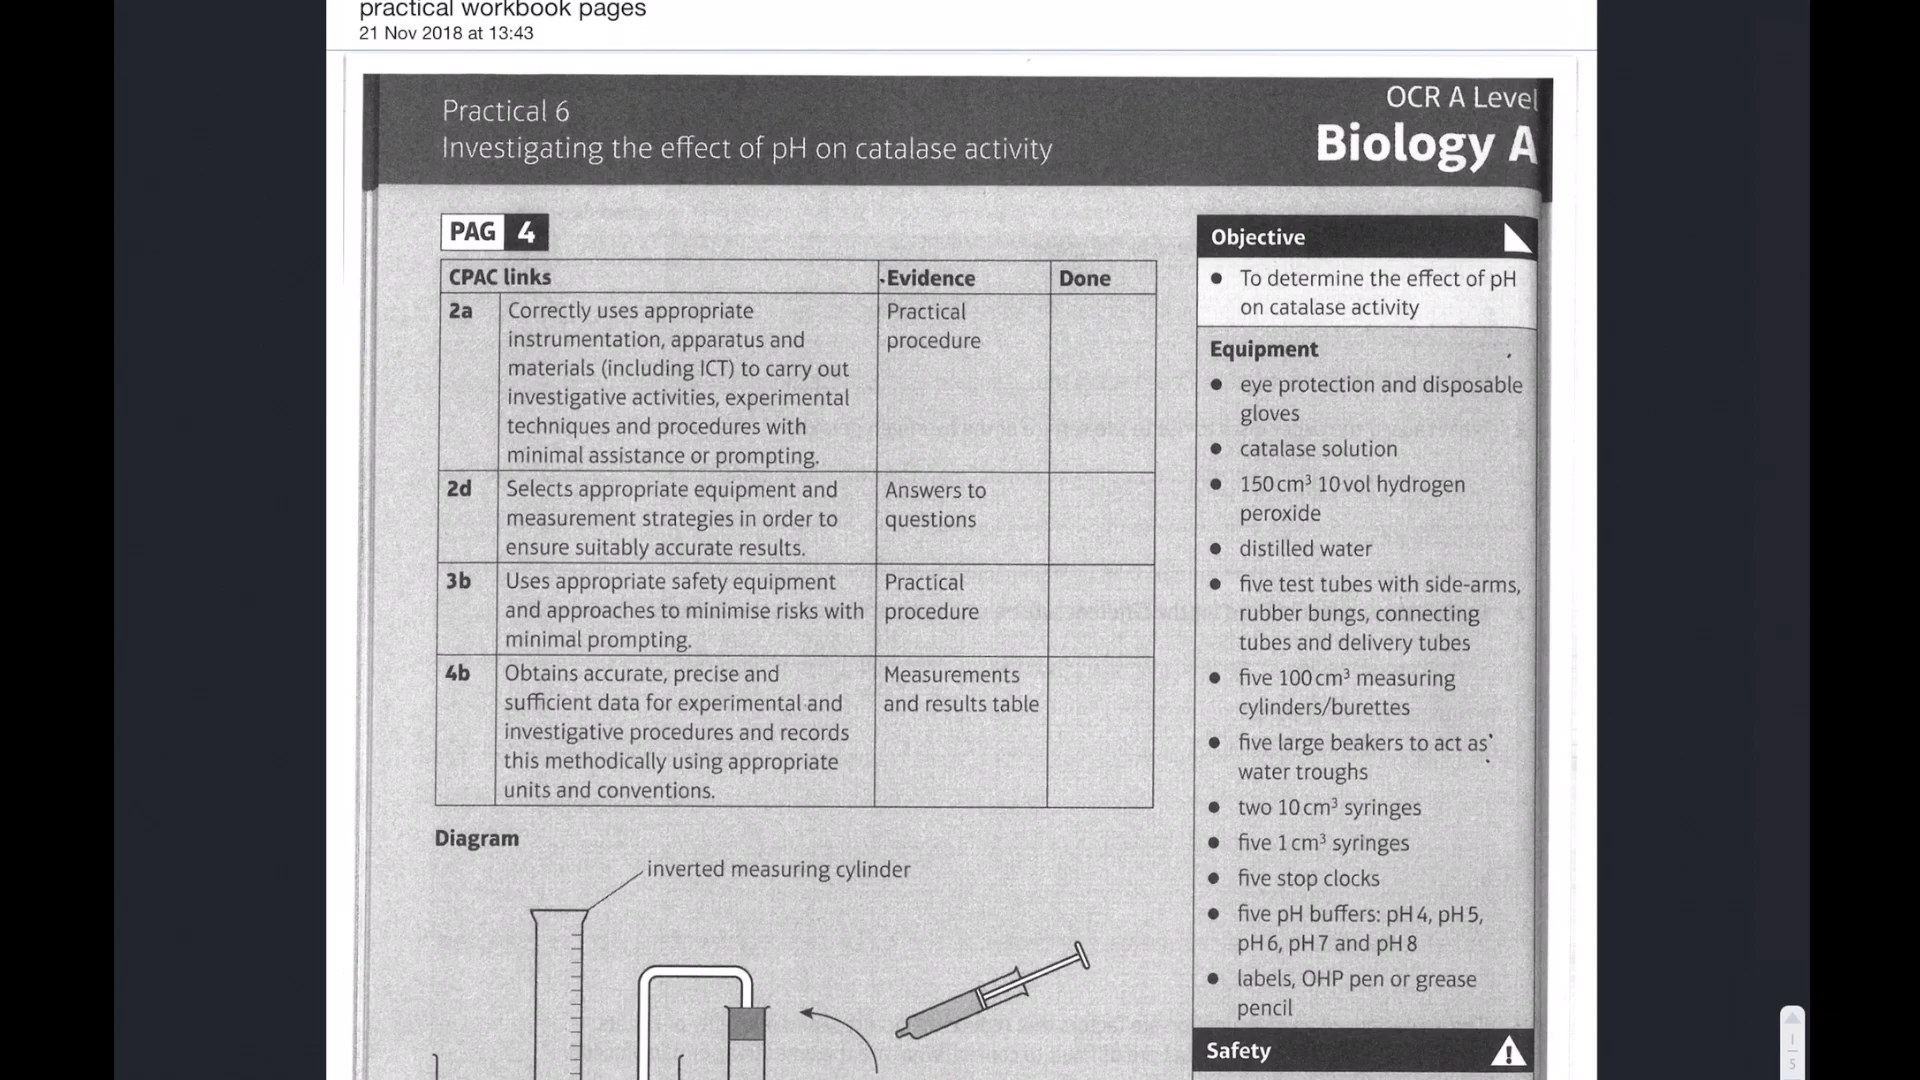 practical workbook pages
21 Nov 2018 at 13:43
Practical 6
Investigating the effect of pH on catalase activity
OCR A Level
Biology A
PAG 4
CPAC links Evidence Done
2a Correctly uses appropriate
instrumentation, apparatus and
materials (including ICT) to carry out
investigative activities, experimental
techniques and procedures with
minimal assistance or prompting.
Practical
procedure
2d Selects appropriate equipment and
measurement strategies in order to
ensure suitably accurate results.
Answers to
questions
3b Uses appropriate safety equipment
and approaches to minimise risks with
minimal prompting.
Practical
procedure
4b Obtains accurate, precise and
sufficient data for experimental and
investigative procedures and records
this methodically using appropriate
units and conventions.
Measurements
and results table
Diagram
inverted measuring cylinder
Objective
• To determine the effect of pH
on catalase activity
Equipment
• eye protection and disposable
gloves
• catalase solution
• 150 cm³ 10 vol hydrogen
peroxide
• distilled water
• five test tubes with side-arms,
rubber bungs, connecting
tubes and delivery tubes
• five 100 cm³ measuring
cylinders/burettes
• five large beakers to act as
water troughs
• two 10 cm³ syringes
• five 1 cm³ syringes
• five stop clocks
• five pH buffers: pH 4, pH 5,
pH 6, pH 7 and pH 8
• labels, OHP pen or grease
pencil
Safety
1
5